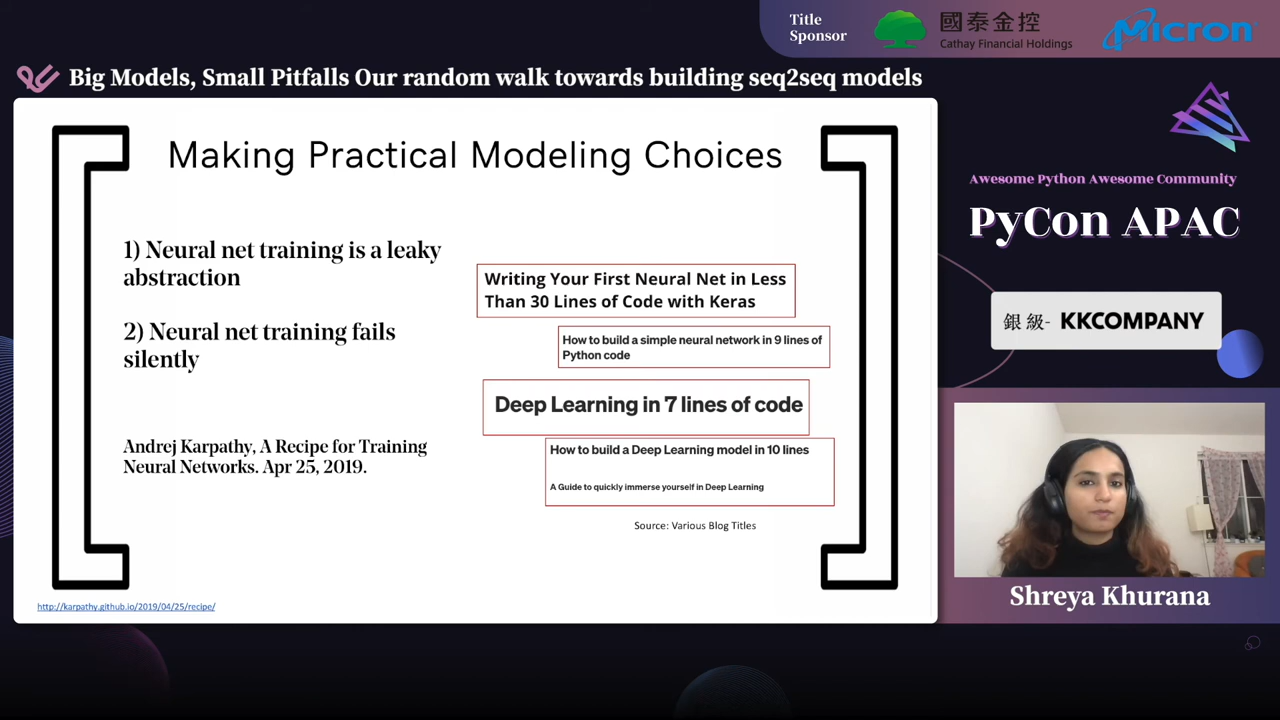 Title
Sponsor
國泰金控
Cathay Financial Holdings
Micron
Big Models, Small Pitfalls Our random walk towards building seq2seq models
Making Practical Modeling Choices
1) Neural net training is a leaky
abstraction
2) Neural net training fails
silently
Andrej Karpathy, A Recipe for Training
Neural Networks. Apr 25, 2019.
Writing Your First Neural Net in Less
Than 30 Lines of Code with Keras
How to build a simple neural network in 9 lines of
Python code
Deep Learning in 7 lines of code
How to build a Deep Learning model in 10 lines
A Guide to quickly immerse yourself in Deep Learning
Source: Various Blog Titles
http://karpathy.github.io/2019/04/25/recipe/
Awesome Python Awesome Community
PyCon APAC
銀級- KKCOMPANY
Shreya Khurana